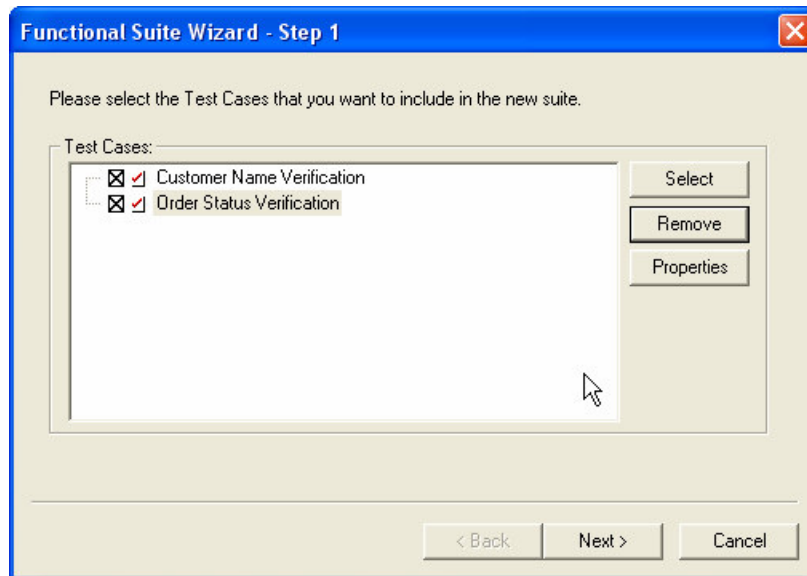 Functional Suite Wizard - Step 1
Please select the Test Cases that you want to include in the new suite.
Test Cases:
Customer Name Verification
Order Status Verification
Select
Remove
Properties
< Back
Next >
Cancel